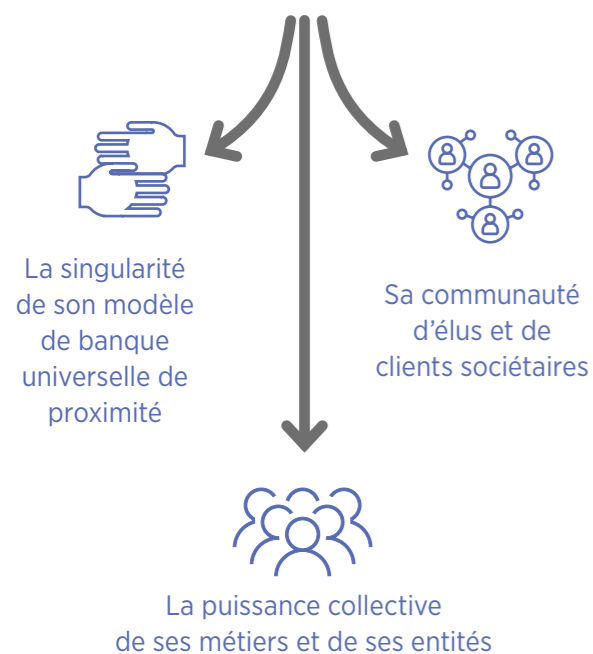 La singularité
de son modèle
de banque
universelle de
proximité
Sa communauté
d'élus et de
clients sociétaires
La puissance collective
de ses métiers et de ses entités